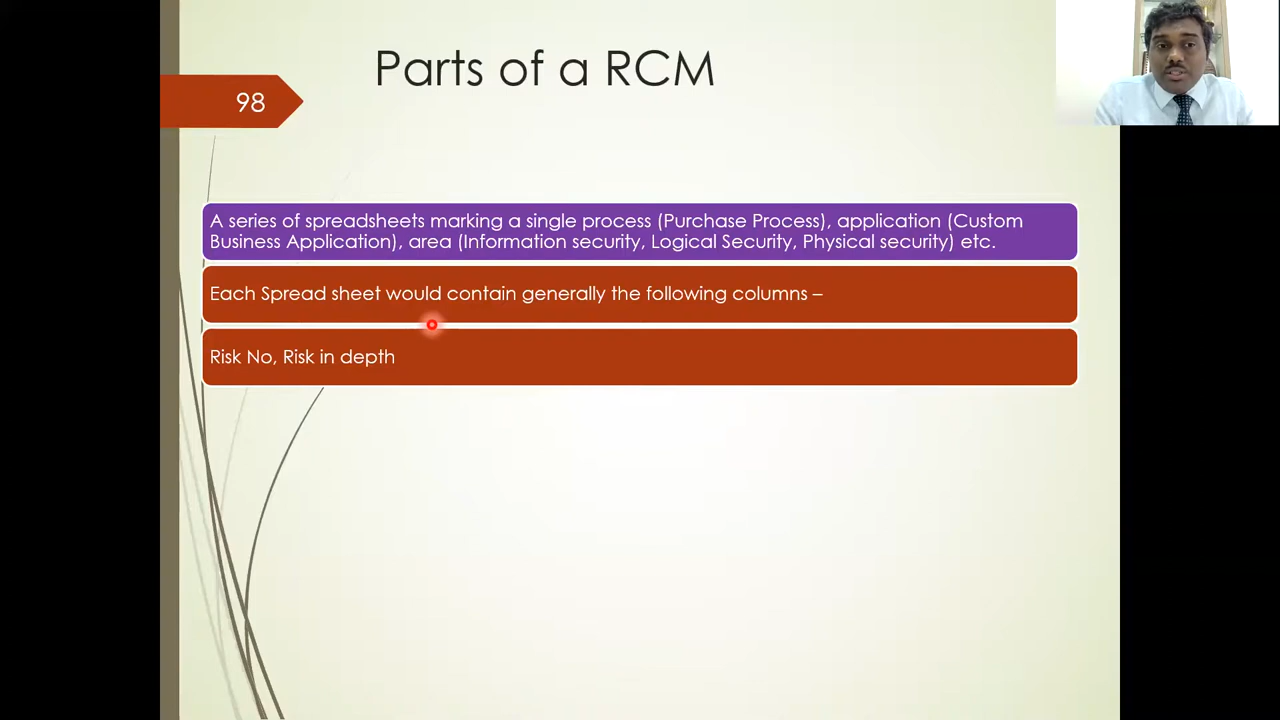 Parts of a RCM
98
A series of spreadsheets marking a single process (Purchase Process), application (Custom
Business Application), area (Information security, Logical Security, Physical security) etc.
Each Spread sheet would contain generally the following columns –
Risk No, Risk in depth